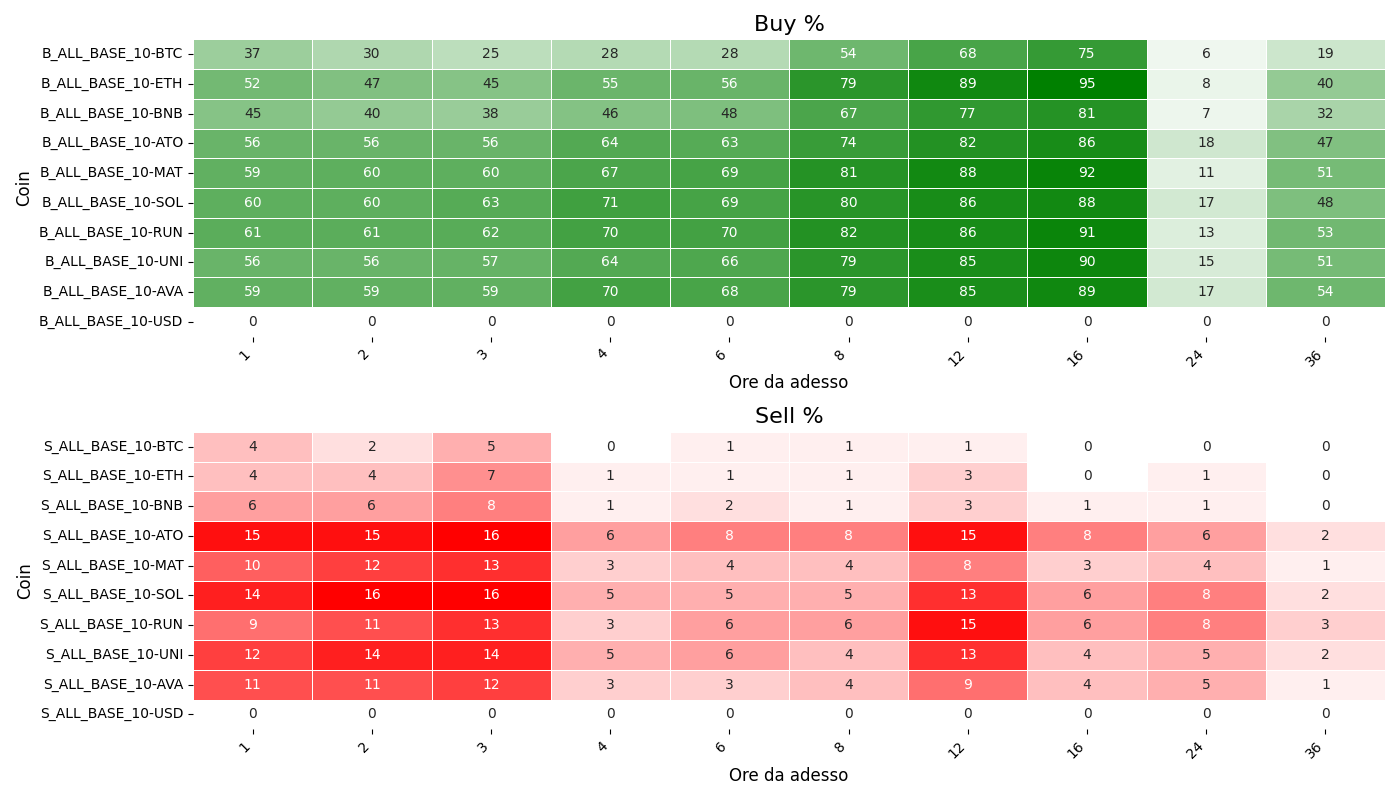 Buy %
Coin
B_ALL_BASE_10-BTC 37 30 25 28 28 54 68 75 6 19
B_ALL_BASE_10-ETH 52 47 45 55 56 79 89 95 8 40
B_ALL_BASE_10-BNB 45 40 38 46 48 67 77 81 7 32
B_ALL_BASE_10-ATO 56 56 56 64 63 74 82 86 18 47
B_ALL_BASE_10-MAT 59 60 60 67 69 81 88 92 11 51
B_ALL_BASE_10-SOL 60 60 63 71 69 80 86 88 17 48
B_ALL_BASE_10-RUN 61 61 62 70 70 82 86 91 13 53
B_ALL_BASE_10-UNI 56 56 57 64 66 79 85 90 15 51
B_ALL_BASE_10-AVA 59 59 59 70 68 79 85 89 17 54
B_ALL_BASE_10-USD 0 0 0 0 0 0 0 0 0 0
1 2 3 4 6 8 12 16 24 36
Ore da adesso
Sell %
Coin
S_ALL_BASE_10-BTC 4 2 5 0 1 1 1 0 0 0
S_ALL_BASE_10-ETH 4 4 7 1 1 1 3 0 1 0
S_ALL_BASE_10-BNB 6 6 8 1 2 1 3 1 1 0
S_ALL_BASE_10-ATO 15 15 16 6 8 8 15 8 6 2
S_ALL_BASE_10-MAT 10 12 13 3 4 4 8 3 4 1
S_ALL_BASE_10-SOL 14 16 16 5 5 5 13 6 8 2
S_ALL_BASE_10-RUN 9 11 13 3 6 6 15 6 8 3
S_ALL_BASE_10-UNI 12 14 14 5 6 4 13 4 5 2
S_ALL_BASE_10-AVA 11 11 12 3 3 4 9 4 5 1
S_ALL_BASE_10-USD 0 0 0 0 0 0 0 0 0 0
1 2 3 4 6 8 12 16 24 36
Ore da adesso